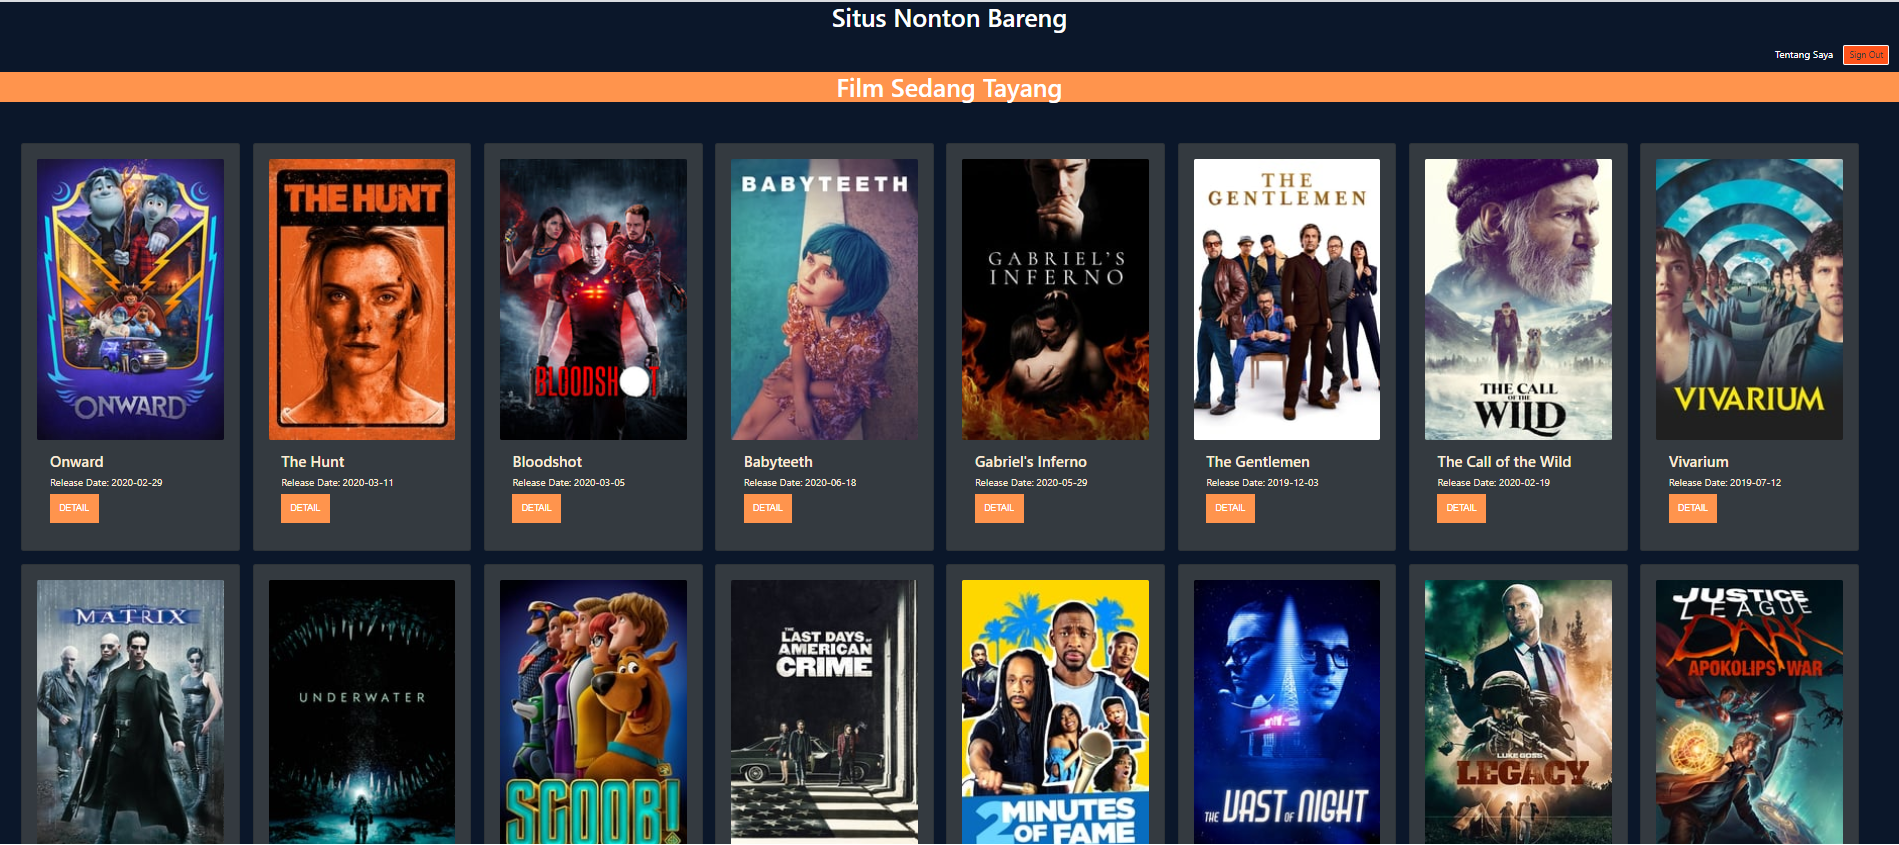 Situs Nonton Bareng
Tentang Saya
Sign Out
Film Sedang Tayang
ONWARD
Onward
Release Date: 2020-02-29
DETAIL
THE HUNT
The Hunt
Release Date: 2020-03-11
DETAIL
BLOODSHOT
Bloodshot
Release Date: 2020-03-05
DETAIL
BABYTEETH
Babyteeth
Release Date: 2020-06-18
DETAIL
GABRIEL'S
INFERNO
Gabriel's Inferno
Release Date: 2020-05-29
DETAIL
THE
GENTLEMEN
The Gentlemen
Release Date: 2019-12-03
DETAIL
THE CALL
OF THE
WILD
The Call of the Wild
Release Date: 2020-02-19
DETAIL
VIVARIUM
Vivarium
Release Date: 2019-07-12
DETAIL
MATRIX
UNDERWATER
SCOOB!
THE
LAST DAYS OF
AMERICAN
CRIME
2 MINUTES
OF FAME
THE VAST OF NIGHT
LUKE GOSS
LEGACY
JUSTICE
LEAGUE
DARK
APOKOLIPS WAR